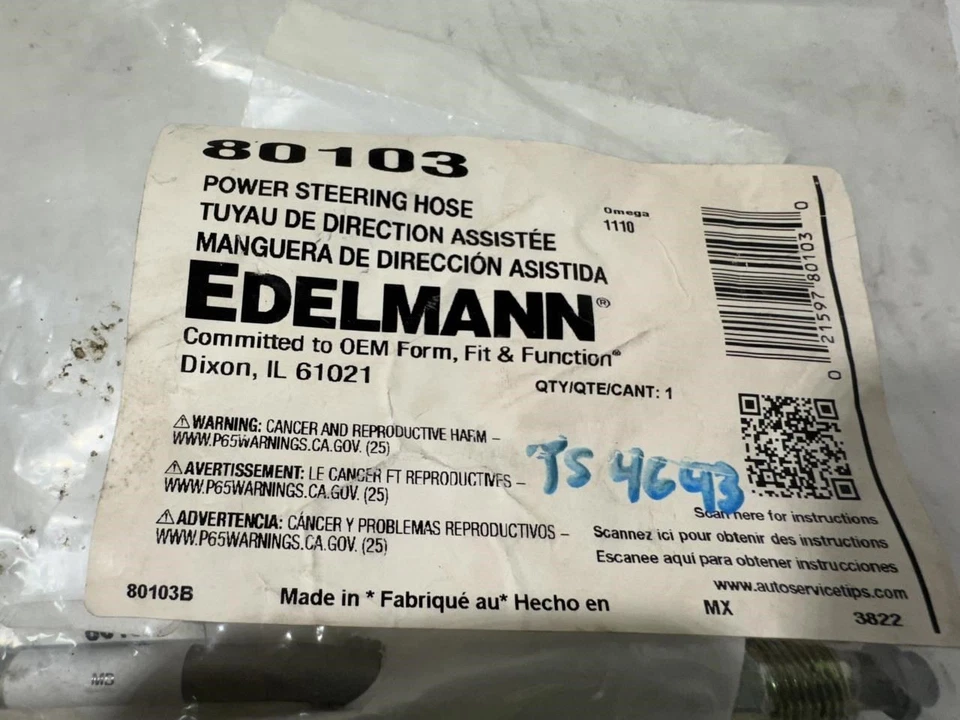 80103
POWER STEERING HOSE
TUYAU DE DIRECTION ASSISTÉE
MANGUERA DE DIRECCIÓN ASISTIDA
Omega
1110
EDELMANN®
Committed to OEM Form, Fit & Function®
Dixon, IL 61021
QTY/QTE/CANT: 1
0 21597 80103 0
⚠ WARNING: CANCER AND REPRODUCTIVE HARM –
WWW.P65WARNINGS.CA.GOV. (25)
⚠ AVERTISSEMENT: LE CANCER ET REPRODUCTIVES –
WWW.P65WARNINGS.CA.GOV. (25)
⚠ ADVERTENCIA: CÁNCER Y PROBLEMAS REPRODUCTIVOS –
WWW.P65WARNINGS.CA.GOV. (25)
TS 4643
Scan here for instructions
Scannez ici pour obtenir des instructions
Escanee aquí para obtener instrucciones
www.autoservicetips.com
80103B
Made in * Fabriqué au* Hecho en
MX
3822
MB